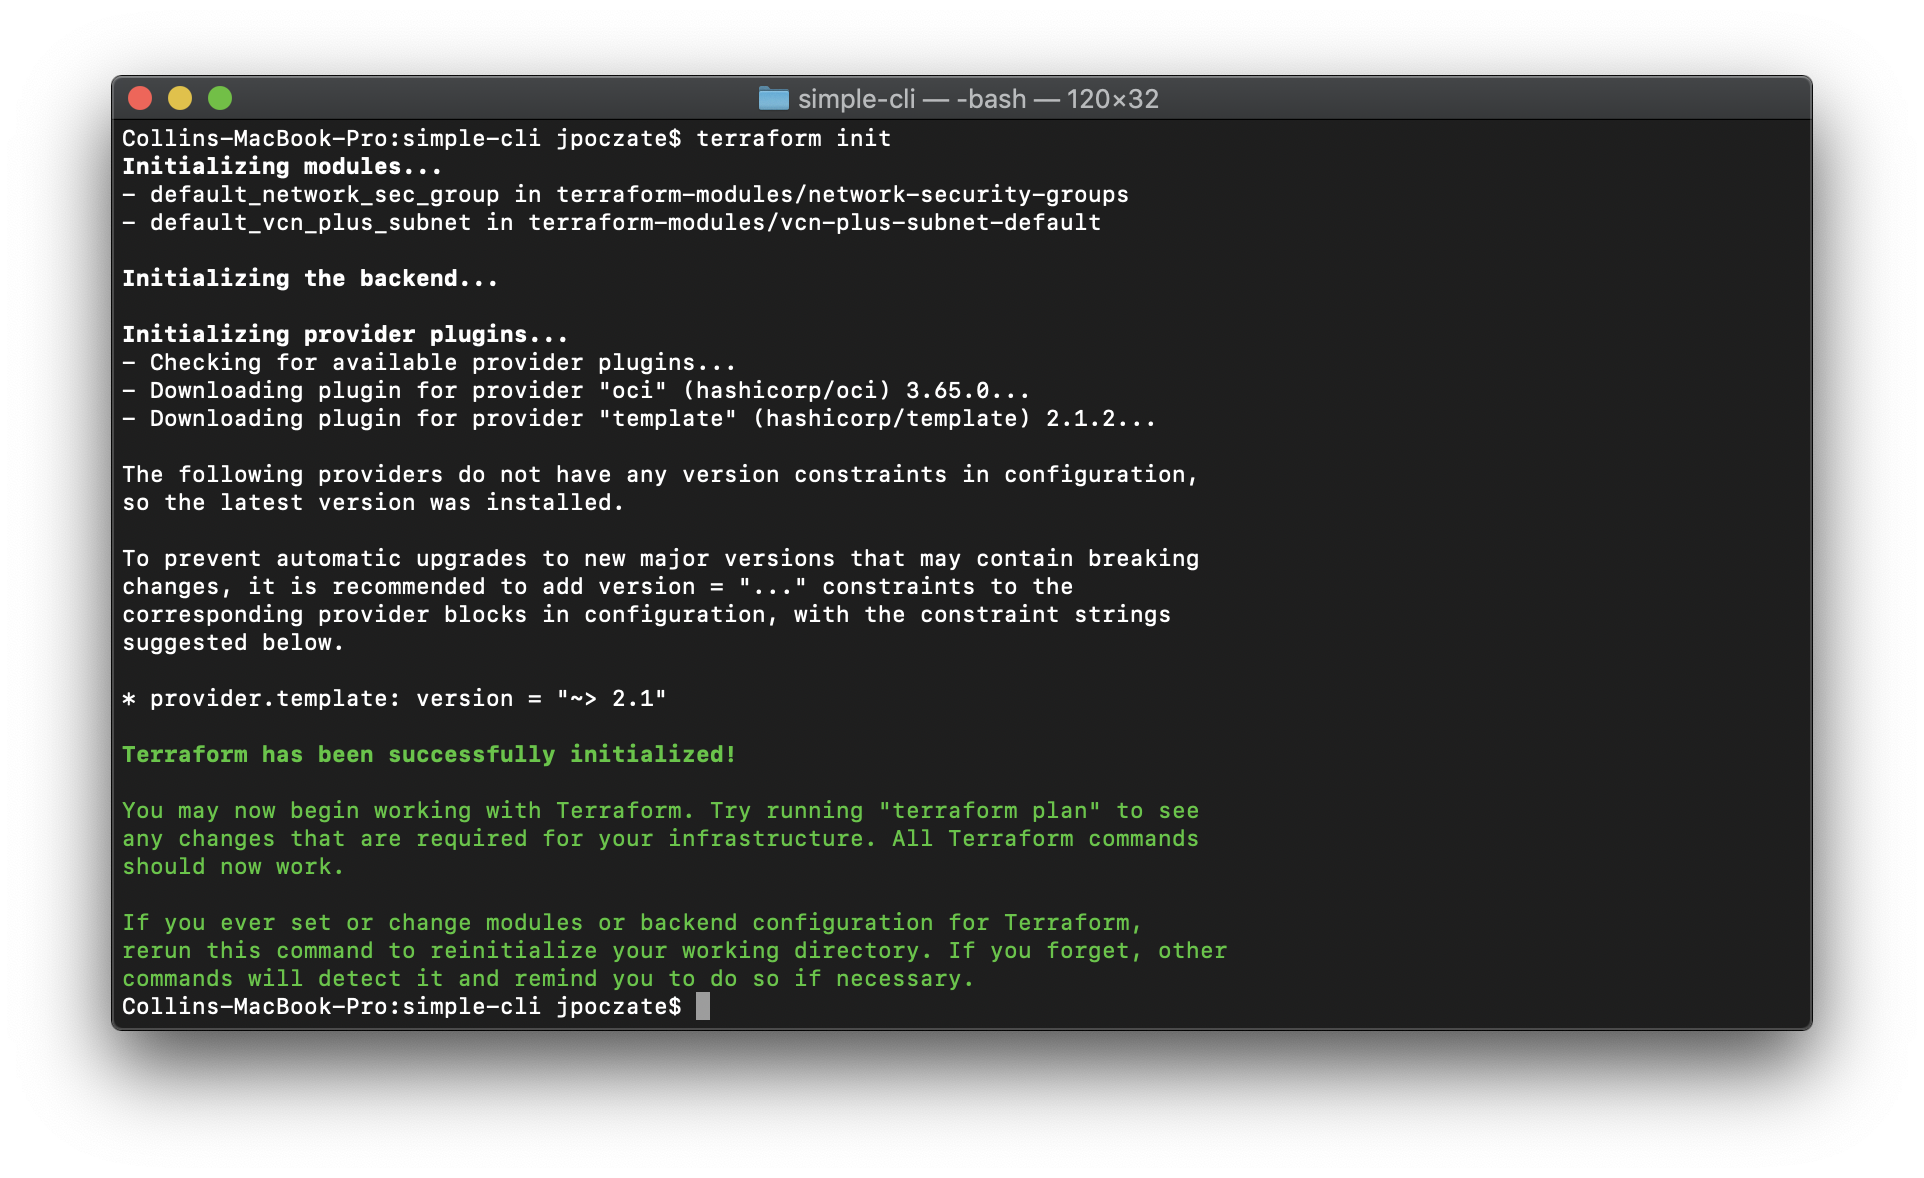 simple-cli — -bash — 120×32
Collins-MacBook-Pro:simple-cli jpoczate$ terraform init
Initializing modules...
- default_network_sec_group in terraform-modules/network-security-groups
- default_vcn_plus_subnet in terraform-modules/vcn-plus-subnet-default
Initializing the backend...
Initializing provider plugins...
- Checking for available provider plugins...
- Downloading plugin for provider "oci" (hashicorp/oci) 3.65.0...
- Downloading plugin for provider "template" (hashicorp/template) 2.1.2...
The following providers do not have any version constraints in configuration,
so the latest version was installed.
To prevent automatic upgrades to new major versions that may contain breaking
changes, it is recommended to add version = "..." constraints to the
corresponding provider blocks in configuration, with the constraint strings
suggested below.
* provider.template: version = "~> 2.1"
Terraform has been successfully initialized!
You may now begin working with Terraform. Try running "terraform plan" to see
any changes that are required for your infrastructure. All Terraform commands
should now work.
If you ever set or change modules or backend configuration for Terraform,
rerun this command to reinitialize your working directory. If you forget, other
commands will detect it and remind you to do so if necessary.
Collins-MacBook-Pro:simple-cli jpoczate$